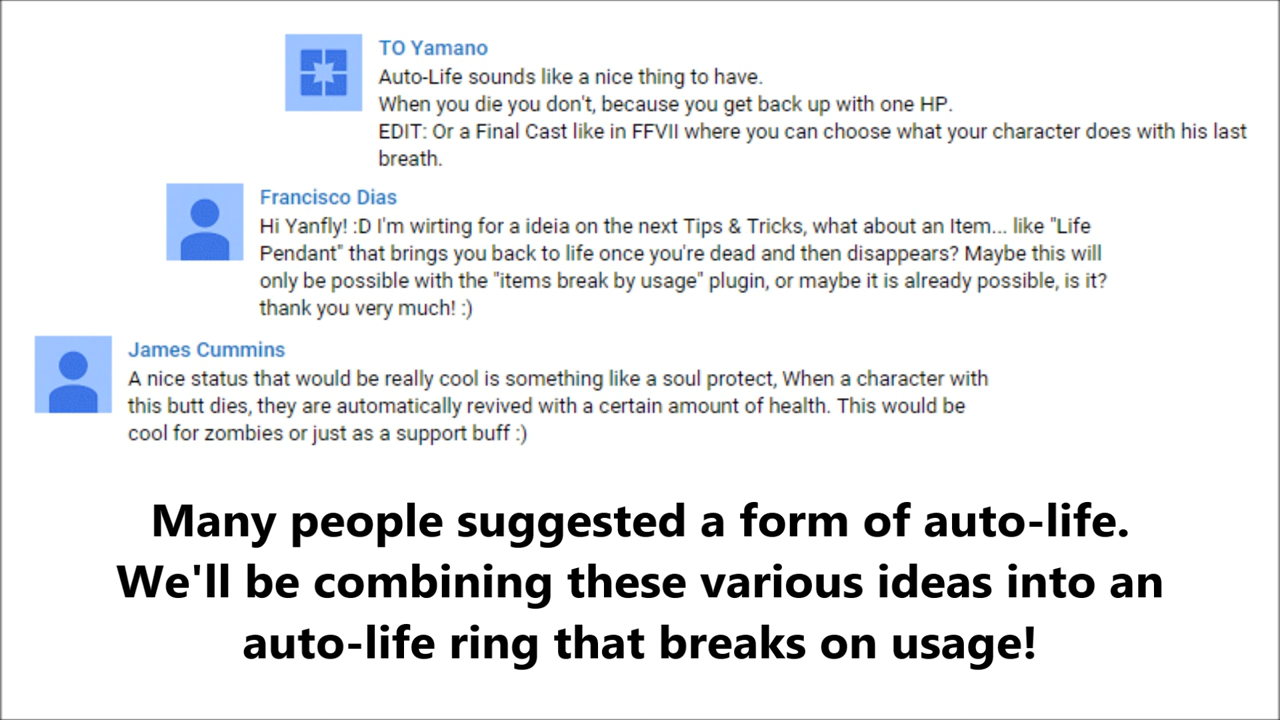 TO Yamano
Auto-Life sounds like a nice thing to have.
When you die you don't, because you get back up with one HP.
EDIT: Or a Final Cast like in FFVII where you can choose what your character does with his last
breath.
Francisco Dias
Hi Yanfly! :D I'm wirting for a ideia on the next Tips & Tricks, what about an Item... like "Life
Pendant" that brings you back to life once you're dead and then disappears? Maybe this will
only be possible with the "items break by usage" plugin, or maybe it is already possible, is it?
thank you very much! :)
James Cummins
A nice status that would be really cool is something like a soul protect, When a character with
this butt dies, they are automatically revived with a certain amount of health. This would be
cool for zombies or just as a support buff :)
Many people suggested a form of auto-life.
We'll be combining these various ideas into an
auto-life ring that breaks on usage!